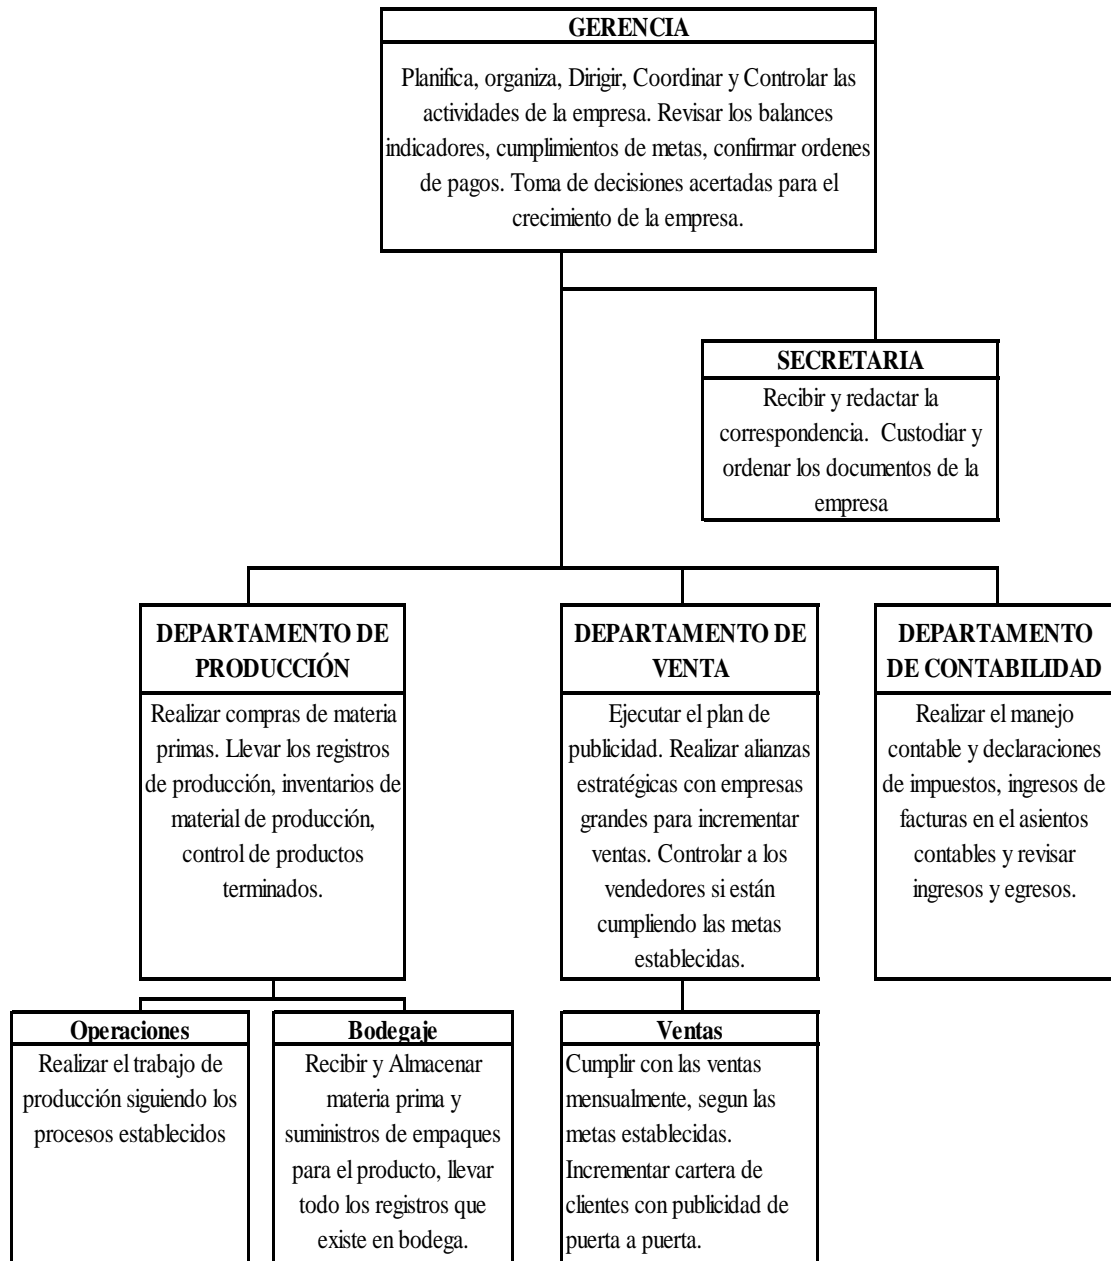 GERENCIA
Planifica, organiza, Dirigir, Coordinar y Controlar las
actividades de la empresa. Revisar los balances
indicadores, cumplimientos de metas, confirmar ordenes
de pagos. Toma de decisiones acertadas para el
crecimiento de la empresa.
SECRETARIA
Recibir y redactar la
correspondencia. Custodiar y
ordenar los documentos de la
empresa
DEPARTAMENTO DE
PRODUCCIÓN
Realizar compras de materia
primas. Llevar los registros
de producción, inventarios de
material de producción,
control de productos
terminados.
DEPARTAMENTO DE
VENTA
Ejecutar el plan de
publicidad. Realizar alianzas
estratégicas con empresas
grandes para incrementar
ventas. Controlar a los
vendedores si están
cumpliendo las metas
establecidas.
DEPARTAMENTO
DE CONTABILIDAD
Realizar el manejo
contable y declaraciones
de impuestos, ingresos de
facturas en el asientos
contables y revisar
ingresos y egresos.
Operaciones
Realizar el trabajo de
producción siguiendo los
procesos establecidos
Bodegaje
Recibir y Almacenar
materia prima y
suministros de empaques
para el producto, llevar
todo los registros que
existe en bodega.
Ventas
Cumplir con las ventas
mensualmente, segun las
metas establecidas.
Incrementar cartera de
clientes con publicidad de
puerta a puerta.